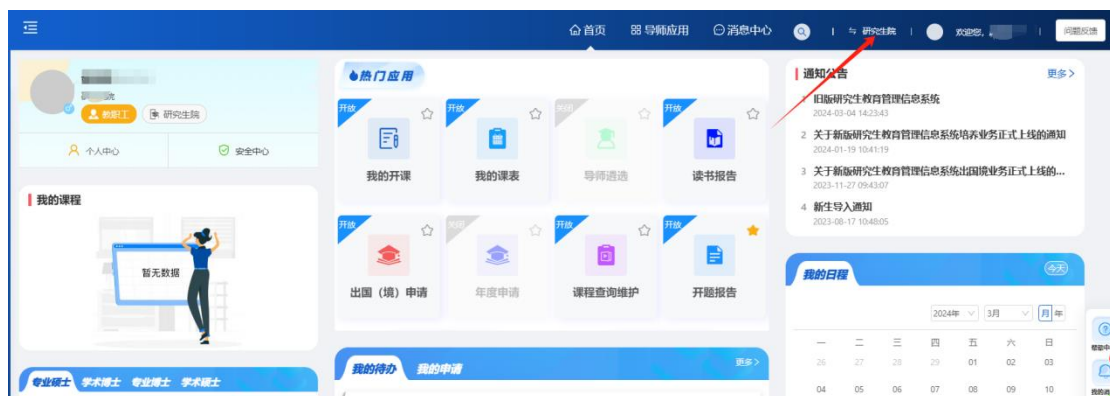 首页
导师应用
消息中心
研究生院
欢迎您,
问题反馈
教职工
研究生院
个人中心
安全中心
我的课程
暂无数据
专业硕士 学术博士 专业博士 学术硕士
热门应用
开放
开放
关闭
开放
我的开课
我的课表
导师遴选
读书报告
开放
关闭
开放
开放
出国（境）申请
年度申请
课程查询维护
开题报告
我的待办 我的申请
更多>
通知公告
更多>
1 旧版研究生教育管理信息系统
2024-03-04 14:23:43
2 关于新版研究生教育管理信息系统培养业务正式上线的通知
2024-01-19 10:41:19
3 关于新版研究生教育管理信息系统出国境业务正式上线的...
2023-11-27 09:43:07
4 新生导入通知
2023-08-17 10:48:05
我的日程
今天
2024年 3月 月 年
一 二 三 四 五 六 日
26 27 28 29 01 02 03
04 05 06 07 08 09 10